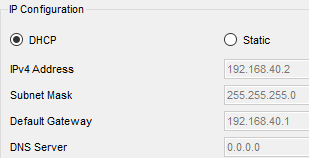 IP Configuration
DHCP Static
IPv4 Address 192.168.40.2
Subnet Mask 255.255.255.0
Default Gateway 192.168.40.1
DNS Server 0.0.0.0